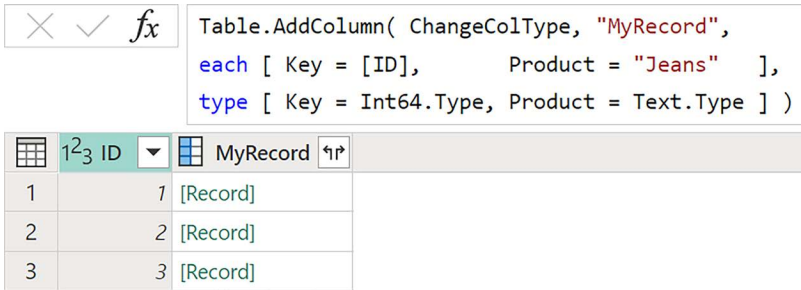 fx Table.AddColumn( ChangeColType, "MyRecord",
each [ Key = [ID], Product = "Jeans" ],
type [ Key = Int64.Type, Product = Text.Type ] )
1²3 ID MyRecord
1 1 [Record]
2 2 [Record]
3 3 [Record]